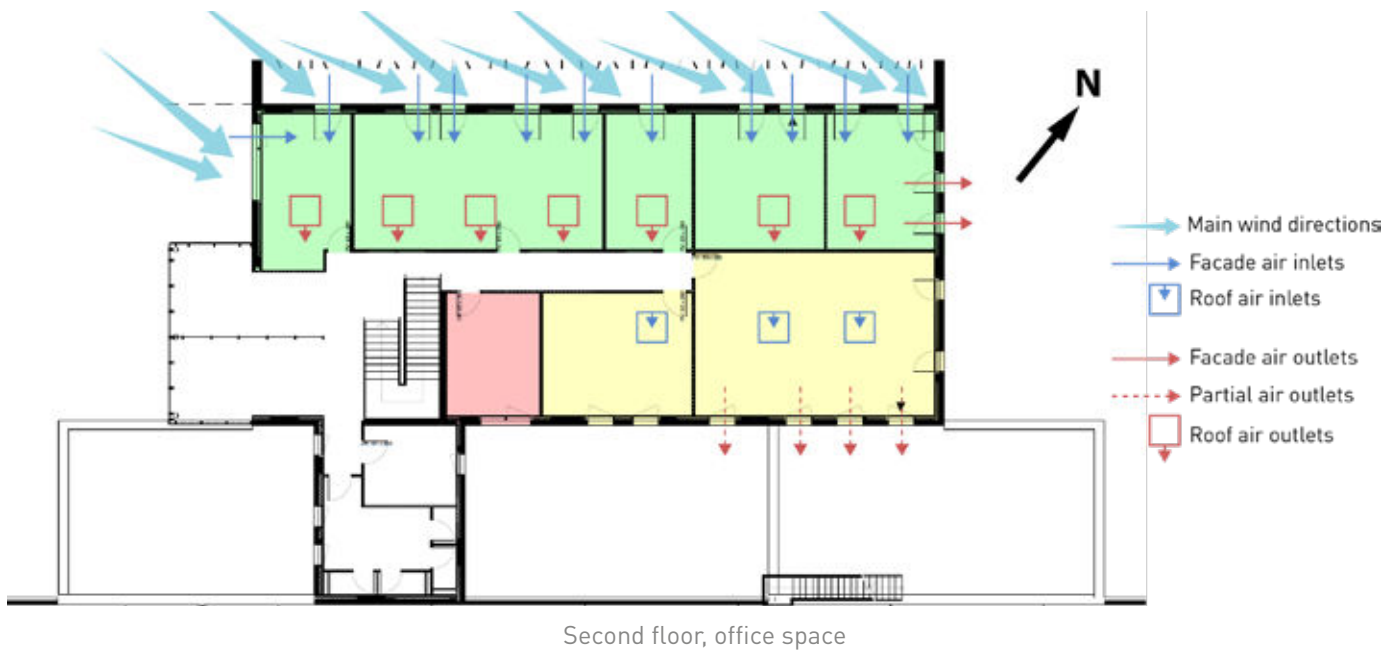 N
Main wind directions
Facade air inlets
Roof air inlets
Facade air outlets
Partial air outlets
Roof air outlets
Second floor, office space